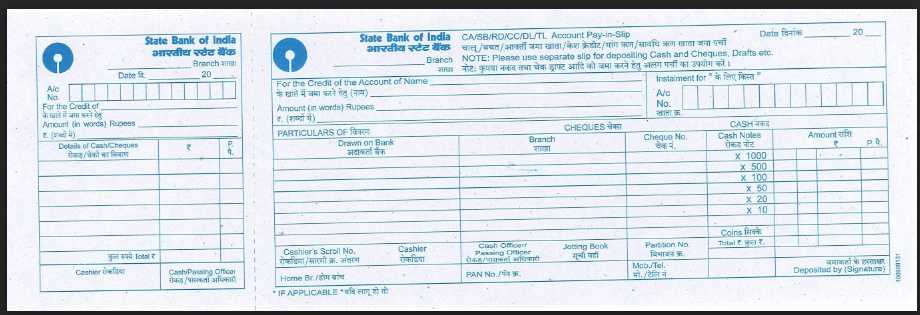 State Bank of India
भारतीय स्टेट बैंक
Branch शाखा
Date दि. 20
A/c
No.
For the Credit of
के खाते में जमा करने हेतु
Amount (in words) Rupees
रु. (शब्दों में)
Details of Cash/Cheques ₹ P.
रोकड़/चेकों का विवरण पै.
कुल रुपये Total ₹
Cashier रोकड़िया Cash/Passing Officer
रोकड़/पासकर्ता अधिकारी
State Bank of India
भारतीय स्टेट बैंक
Branch
शाखा
CA/SB/RD/CC/DL/TL Account Pay-in-Slip Date दिनांक 20
चालू/बचत/आवर्ती जमा खाता/केश क्रेडीट/मांग ऋण/सावधि ऋण खाता जमा पर्ची
NOTE: Please use separate slip for depositing Cash and Cheques, Drafts etc.
नोट: कृपया नकद तथा चेक ड्राफ्ट आदि को जमा करने हेतु अलग पर्ची का उपयोग करें।
For the Credit of the Account of Name
के खाते में जमा करने हेतु (नाम)
Amount (in words) Rupees
रु. (शब्दों में)
Instalment for " के लिए किस्त "
A/c
No.
खाता क्र.
PARTICULARS OF विवरण CHEQUES चेक्स CASH नकद
Drawn on Bank Branch Cheque No. Cash Notes Amount राशि
अदाकर्ता बैंक शाखा चेक नं. रोकड़ नोट ₹ P. पै.
X 1000
X 500
X 100
X 50
X 20
X 10
Coins सिक्के
Total ₹ कुल रु.
Cashier's Scroll No. Cashier Cash Officer/ Jotting Book Partition No.
रोकड़िया Passing Officer सूची बही विभाजन क्र.
रोकड़/पासकर्ता अधिकारी
Home Br./होम ब्रांच PAN No./पेन क्र. Mob./Tel.
मो./टेलि नं
जमाकर्ता के हस्ताक्षर
Deposited by (Signature)
* IF APPLICABLE *यदि लागू हो तो